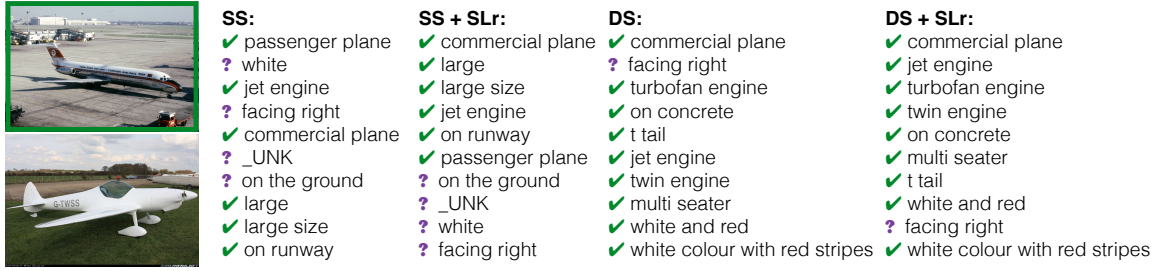 SS:
✔ passenger plane
? white
✔ jet engine
? facing right
✔ commercial plane
? _UNK
? on the ground
✔ large
✔ large size
✔ on runway
SS + SLr:
✔ commercial plane
✔ large
✔ large size
✔ jet engine
✔ on runway
✔ passenger plane
? on the ground
? _UNK
? white
? facing right
DS:
✔ commercial plane
? facing right
✔ turbofan engine
✔ on concrete
✔ t tail
✔ jet engine
✔ twin engine
✔ multi seater
✔ white and red
✔ white colour with red stripes
DS + SLr:
✔ commercial plane
✔ jet engine
✔ turbofan engine
✔ twin engine
✔ on concrete
✔ multi seater
✔ t tail
✔ white and red
? facing right
✔ white colour with red stripes
G-TWSS